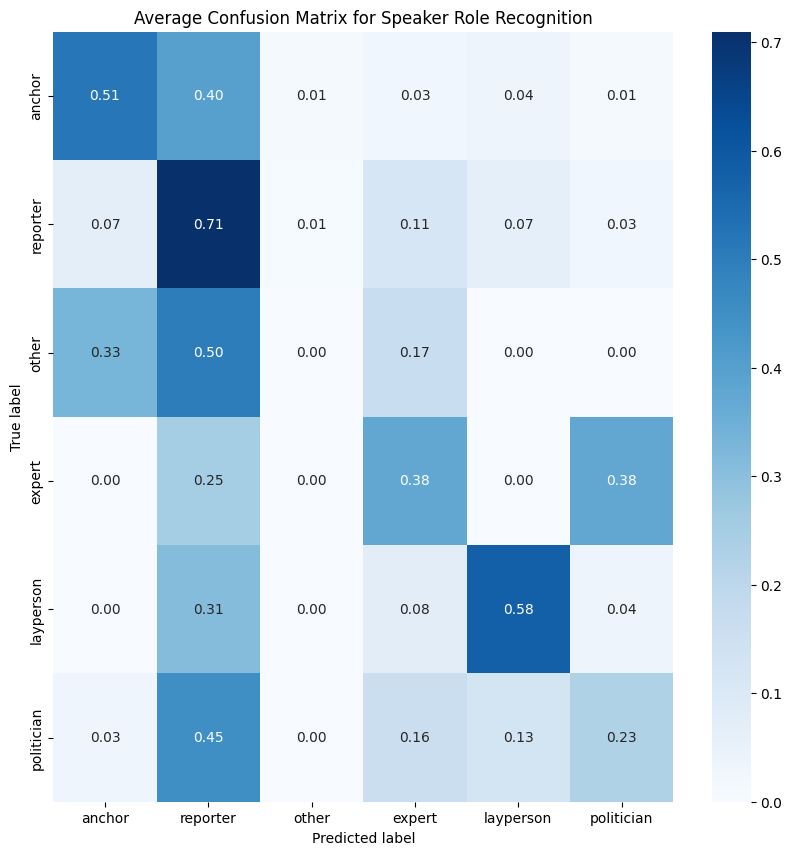 Average Confusion Matrix for Speaker Role Recognition
True label
anchor 0.51 0.40 0.01 0.03 0.04 0.01
reporter 0.07 0.71 0.01 0.11 0.07 0.03
other 0.33 0.50 0.00 0.17 0.00 0.00
expert 0.00 0.25 0.00 0.38 0.00 0.38
layperson 0.00 0.31 0.00 0.08 0.58 0.04
politician 0.03 0.45 0.00 0.16 0.13 0.23
anchor reporter other expert layperson politician
Predicted label
0.7
0.6
0.5
0.4
0.3
0.2
0.1
0.0